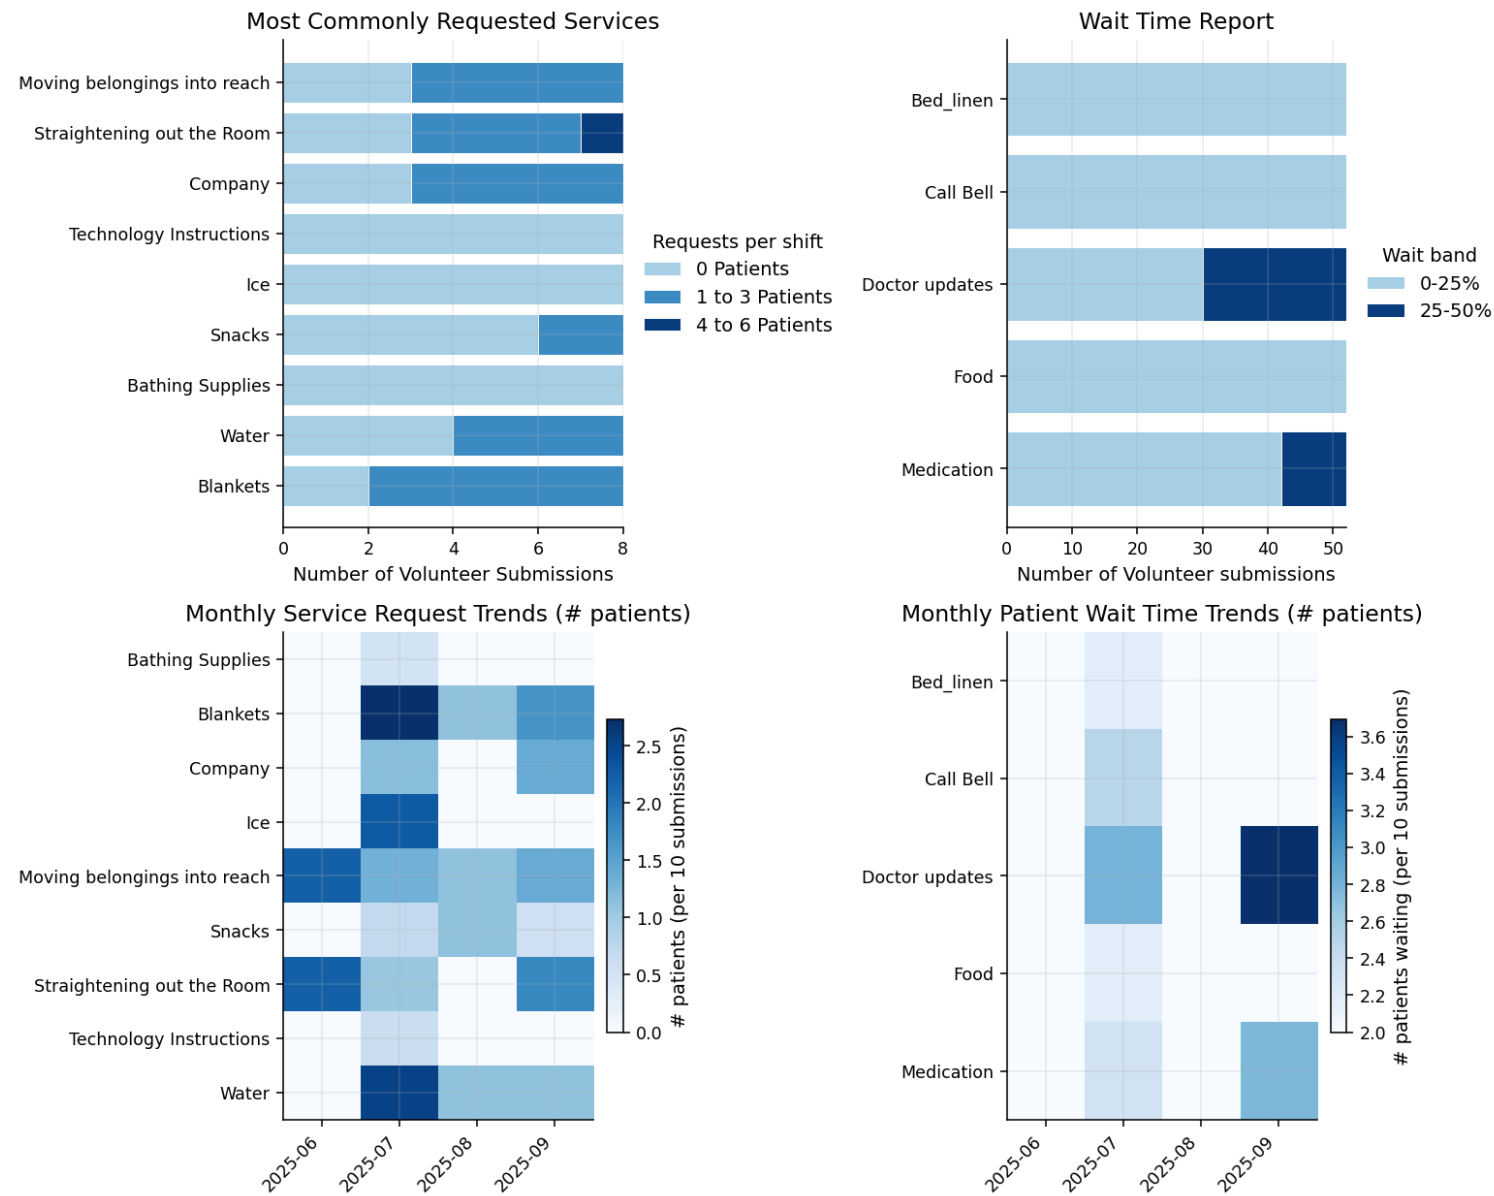 Most Commonly Requested Services
Moving belongings into reach
Straightening out the Room
Company
Technology Instructions
Ice
Snacks
Bathing Supplies
Water
Blankets
0 2 4 6 8
Number of Volunteer Submissions
Requests per shift
0 Patients
1 to 3 Patients
4 to 6 Patients
Wait Time Report
Bed_linen
Call Bell
Doctor updates
Food
Medication
0 10 20 30 40 50
Number of Volunteer submissions
Wait band
0-25%
25-50%
Monthly Service Request Trends (# patients)
Bathing Supplies
Blankets
Company
Ice
Moving belongings into reach
Snacks
Straightening out the Room
Technology Instructions
Water
2025-06 2025-07 2025-08 2025-09
2.5
2.0
1.5
1.0
0.5
0.0
# patients (per 10 submissions)
Monthly Patient Wait Time Trends (# patients)
Bed_linen
Call Bell
Doctor updates
Food
Medication
2025-06 2025-07 2025-08 2025-09
3.6
3.4
3.2
3.0
2.8
2.6
2.4
2.2
2.0
# patients waiting (per 10 submissions)